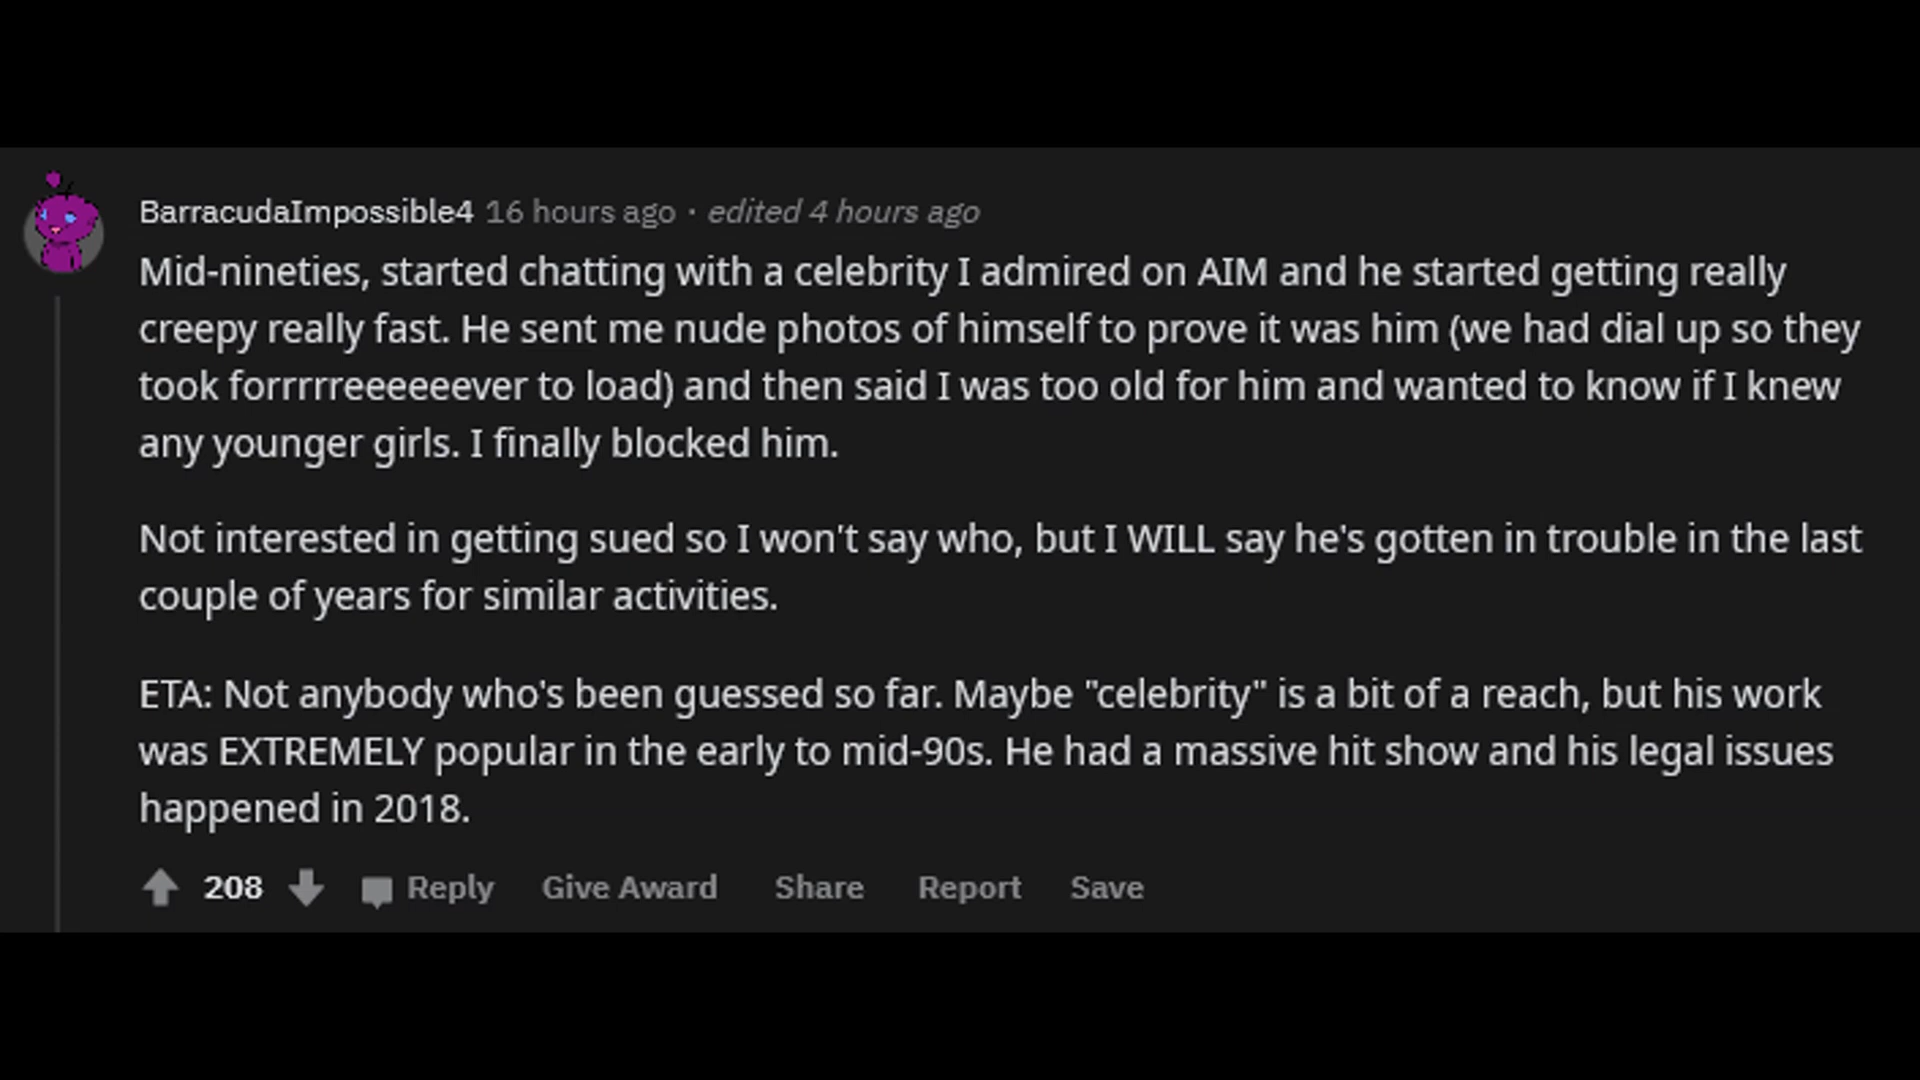 BarracudaImpossible4 16 hours ago · edited 4 hours ago
Mid-nineties, started chatting with a celebrity I admired on AIM and he started getting really
creepy really fast. He sent me nude photos of himself to prove it was him (we had dial up so they
took forrrrreeeeeever to load) and then said I was too old for him and wanted to know if I knew
any younger girls. I finally blocked him.
Not interested in getting sued so I won't say who, but I WILL say he's gotten in trouble in the last
couple of years for similar activities.
ETA: Not anybody who's been guessed so far. Maybe "celebrity" is a bit of a reach, but his work
was EXTREMELY popular in the early to mid-90s. He had a massive hit show and his legal issues
happened in 2018.
208 Reply Give Award Share Report Save